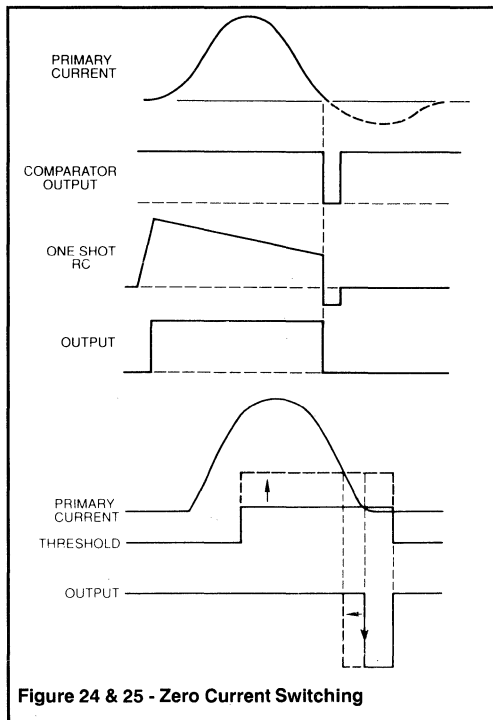 PRIMARY
CURRENT
COMPARATOR
OUTPUT
ONE SHOT
RC
OUTPUT
PRIMARY
CURRENT
THRESHOLD
OUTPUT
Figure 24 & 25 - Zero Current Switching